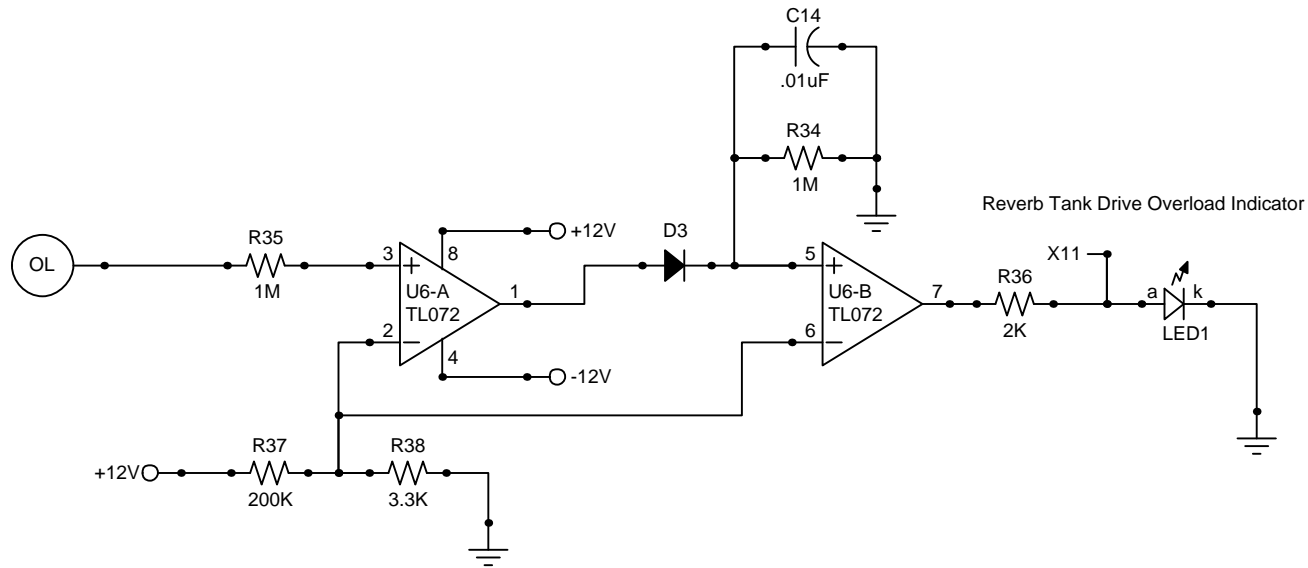 C14
.01uF
R34
1M
Reverb Tank Drive Overload Indicator
+12V
D3
X11
R35
OL
3
+
8
5
+
R36
1M
U6-A
TL072
1
U6-B
TL072
7
a
k
2
−
6
−
2K
LED1
4
-12V
R37
R38
+12V
200K
3.3K